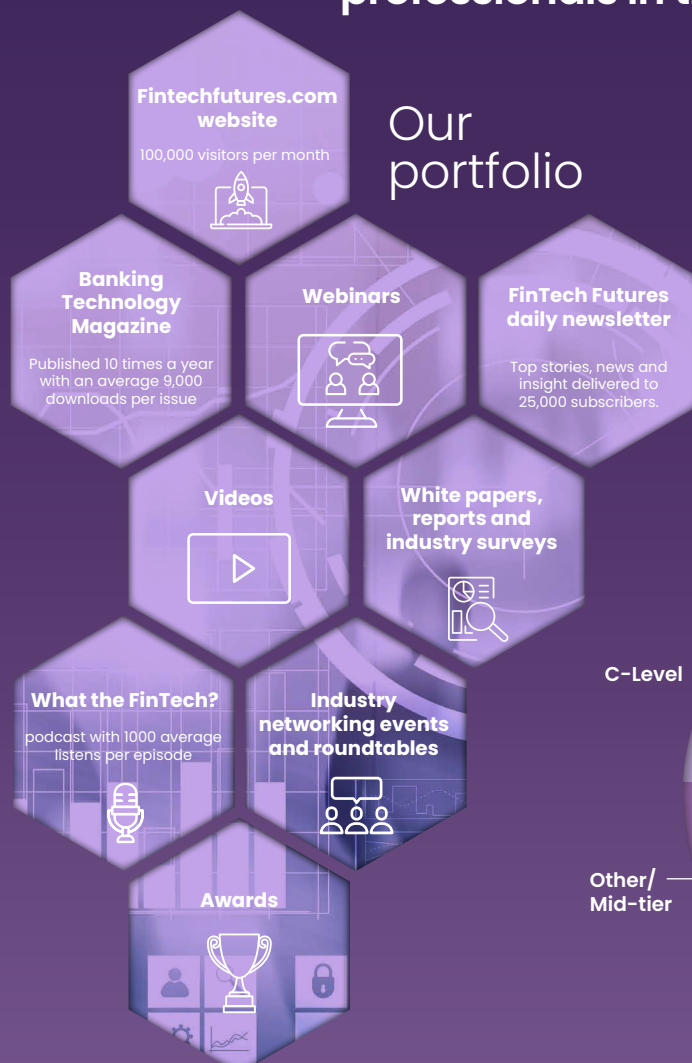 professionals in t
Fintechfutures.com
website
100,000 visitors per month
Our
portfolio
Banking
Technology
Magazine
Published 10 times a year
with an average 9,000
downloads per issue
Webinars
FinTech Futures
daily newsletter
Top stories, news and
insight delivered to
25,000 subscribers.
Videos
White papers,
reports and
industry surveys
What the FinTech?
podcast with 1000 average
listens per episode
Industry
networking events
and roundtables
C-Level
Other/
Mid-tier
Awards